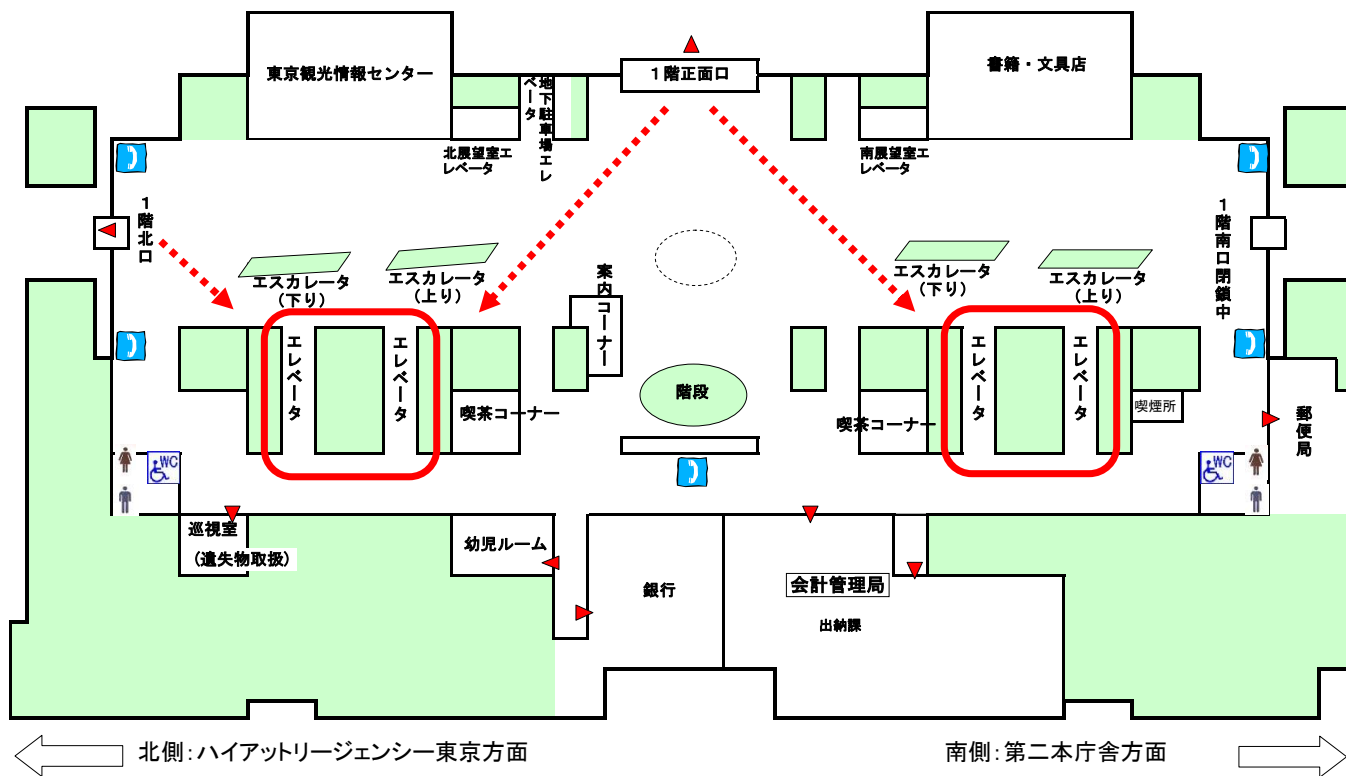 東京観光情報センター
地下駐車場エレ
ベータ
1階正面口
書籍・文具店
北展望室エ
レベータ
南展望室エ
レベータ
1階北口
1階南口閉鎖中
エスカレータ
(下り)
エスカレータ
(上り)
案内コーナー
エスカレータ
(下り)
エスカレータ
(上り)
エレベータ
エレベータ
喫茶コーナー
階段
喫茶コーナー
エレベータ
エレベータ
喫煙所
郵便局
WC
WC
巡視室
(遺失物取扱)
幼児ルーム
銀行
会計管理局
出納課
北側:ハイアットリージェンシー東京方面
南側:第二本庁舎方面